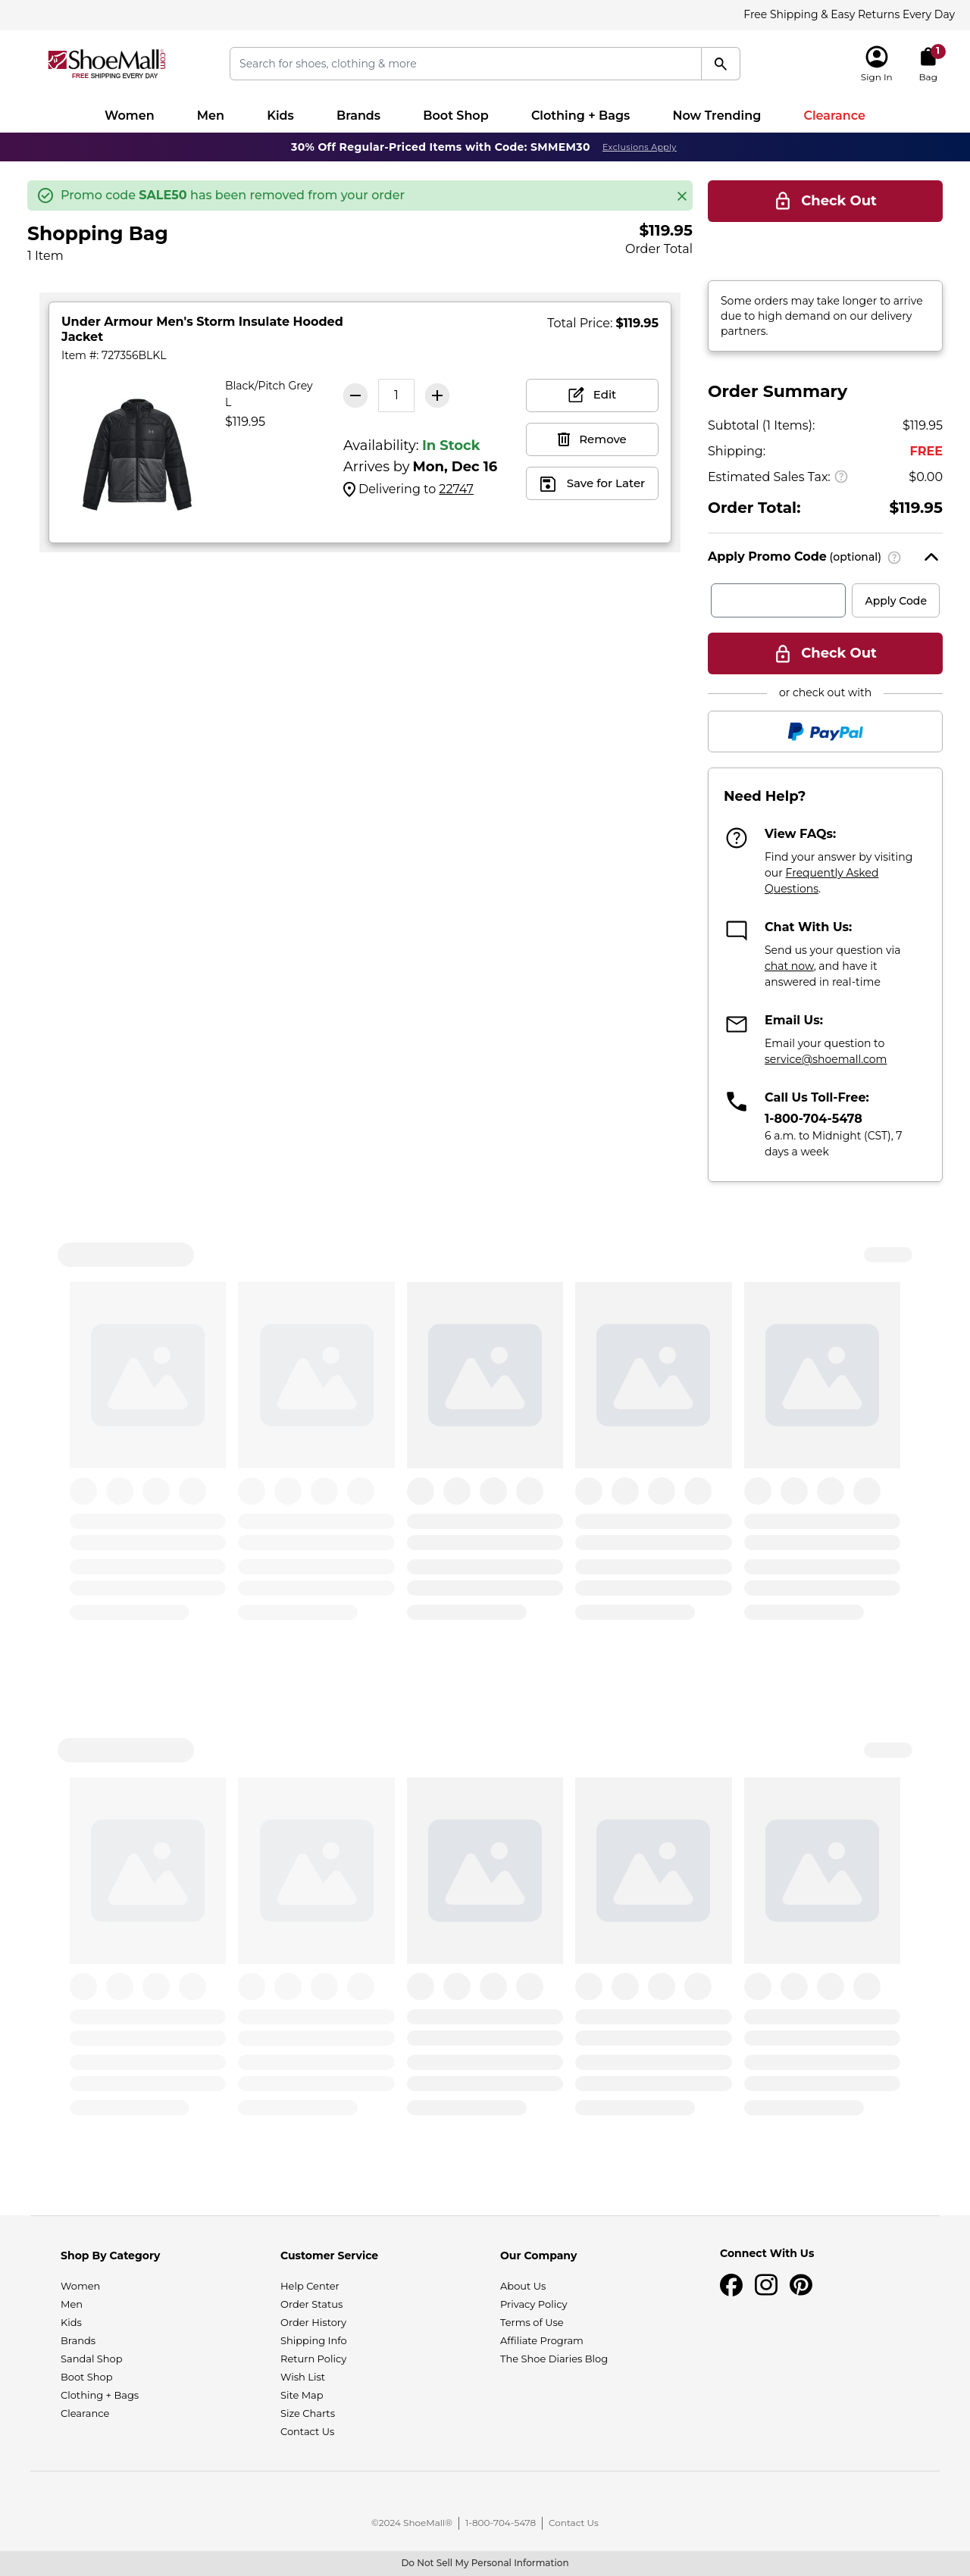 Free Shipping & Easy Returns Every Day
ShoeMall.com
FREE SHIPPING EVERY DAY
Search for shoes, clothing & more
Sign In
1
Bag
Women
Men
Kids
Brands
Boot Shop
Clothing + Bags
Now Trending
Clearance
30% Off Regular-Priced Items with Code: SMMEM30 Exclusions Apply
Promo code SALE50 has been removed from your order
Shopping Bag
1 Item
$119.95
Order Total
Under Armour Men's Storm Insulate Hooded
Jacket
Item #: 727356BLKL
Total Price: $119.95
Black/Pitch Grey
L
$119.95
1
Availability: In Stock
Arrives by Mon, Dec 16
Delivering to 22747
Edit
Remove
Save for Later
Check Out
Some orders may take longer to arrive
due to high demand on our delivery
partners.
Order Summary
Subtotal (1 Items): $119.95
Shipping: FREE
Estimated Sales Tax: $0.00
Order Total: $119.95
Apply Promo Code (optional)
Apply Code
Check Out
or check out with
PayPal
Need Help?
View FAQs:
Find your answer by visiting
our Frequently Asked
Questions.
Chat With Us:
Send us your question via
chat now, and have it
answered in real-time
Email Us:
Email your question to
service@shoemall.com
Call Us Toll-Free:
1-800-704-5478
6 a.m. to Midnight (CST), 7
days a week
Shop By Category
Women
Men
Kids
Brands
Sandal Shop
Boot Shop
Clothing + Bags
Clearance
Customer Service
Help Center
Order Status
Order History
Shipping Info
Return Policy
Wish List
Site Map
Size Charts
Contact Us
Our Company
About Us
Privacy Policy
Terms of Use
Affiliate Program
The Shoe Diaries Blog
Connect With Us
©2024 ShoeMall® | 1-800-704-5478 | Contact Us
Do Not Sell My Personal Information